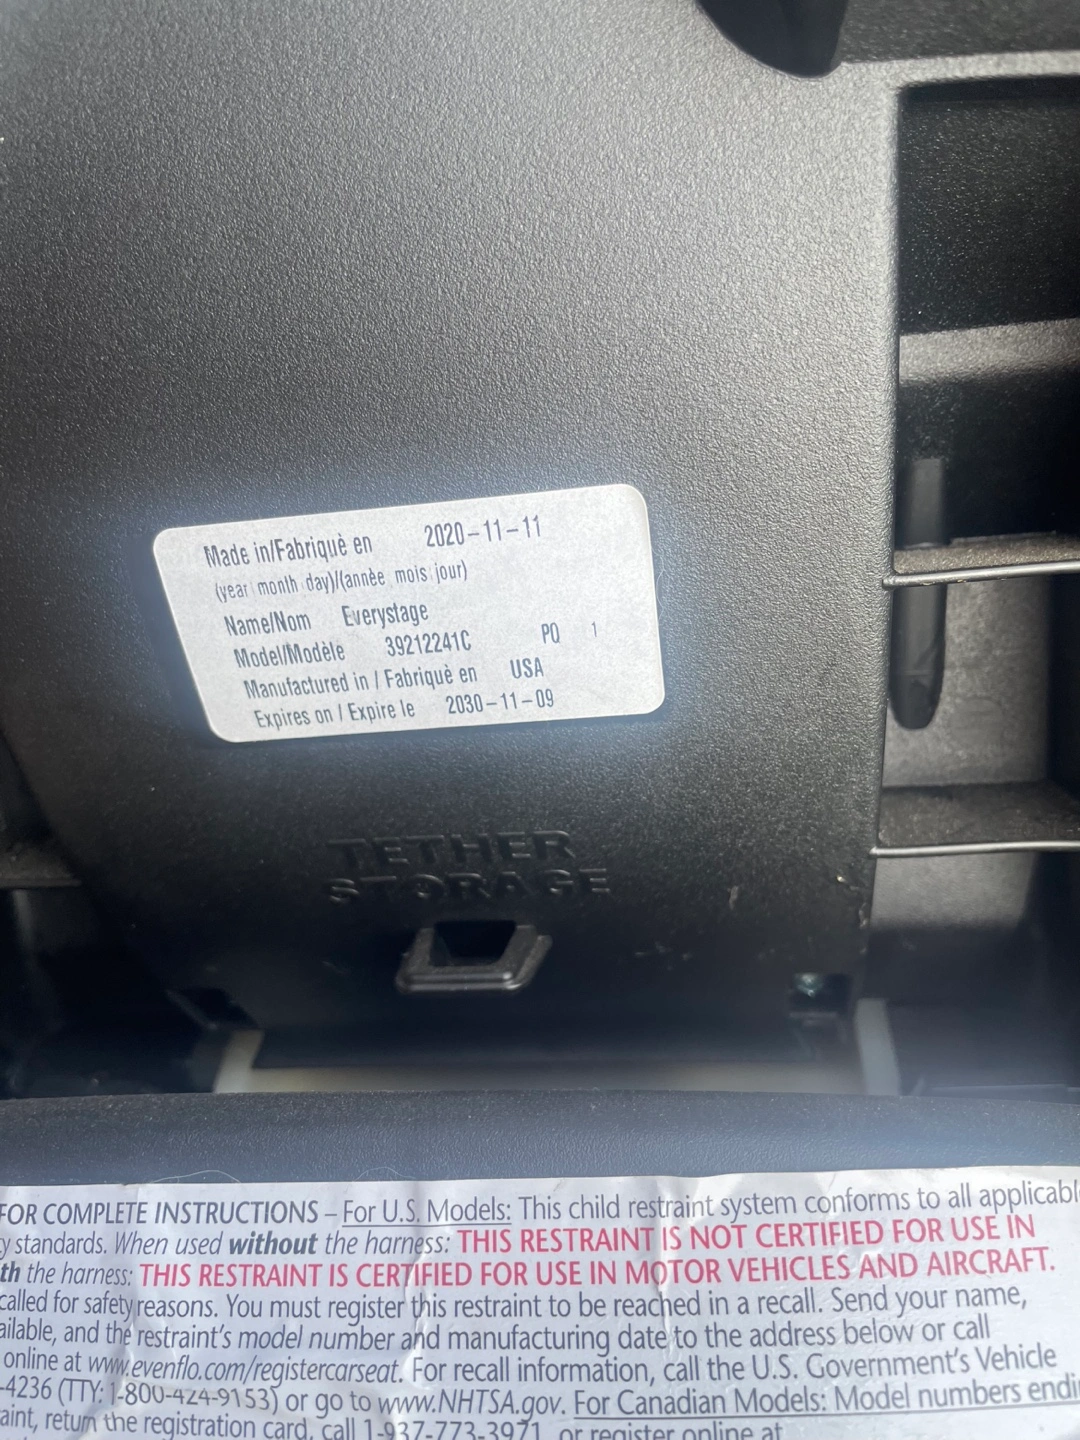 Made in/Fabriquè en 2020-11-11
(year month day)/(annèe mois jour)
Name/Nom Everystage
Model/Modèle 39212241C PQ 1
Manufactured in / Fabriquè en USA
Expires on / Expire le 2030-11-09
TETHER
STORAGE
FOR COMPLETE INSTRUCTIONS – For U.S. Models: This child restraint system conforms to all
standards. When used without the harness: THIS RESTRAINT IS NOT CERTIFIED FOR USE IN
the harness: THIS RESTRAINT IS CERTIFIED FOR USE IN MOTOR VEHICLES AND AIRCRAFT.
called for safety reasons. You must register this restraint to be reached in a recall. Send your name,
and the restraint's model number and manufacturing date to the address below or call
online at www.evenflo.com/registercarseat. For recall information, call the U.S. Government's Vehicle
-4236 (TTY: 1-800-424-9153) or go to www.NHTSA.gov. For Canadian Models: Model numbers
return the registration card, call 1-937-773-3971, or register online at